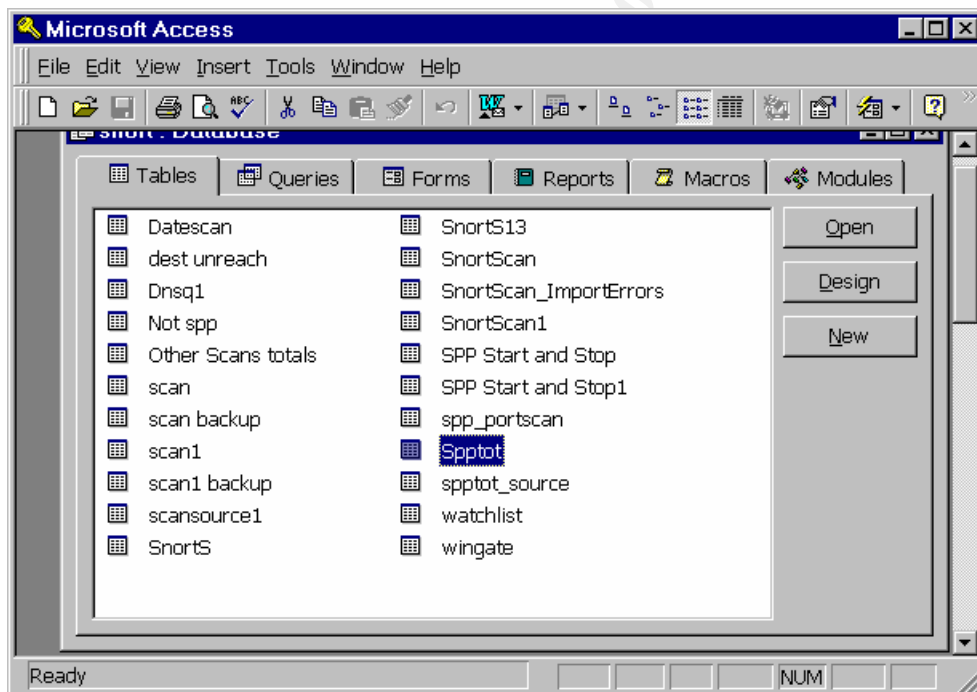 Microsoft Access
File Edit View Insert Tools Window Help
snort : Database
Tables Queries Forms Reports Macros Modules
Datescan
dest unreach
Dnsq1
Not spp
Other Scans totals
scan
scan backup
scan1
scan1 backup
scansource1
SnortS
SnortS13
SnortScan
SnortScan_ImportErrors
SnortScan1
SPP Start and Stop
SPP Start and Stop1
spp_portscan
Spptot
spptot_source
watchlist
wingate
Open
Design
New
Ready
NUM